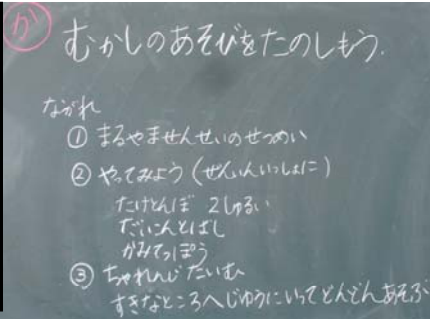 が むかしのあそびをたのしもう.
ながれ
① まるやませんせいのせつめい
② やってみよう (ぜんいんいっしょに)
たけとんぼ 2しゅるい
だいこんとばし
かみてっぽう
③ ちゃれんじたいむ
すきなところへじゆうにいってどんどんあそぶ